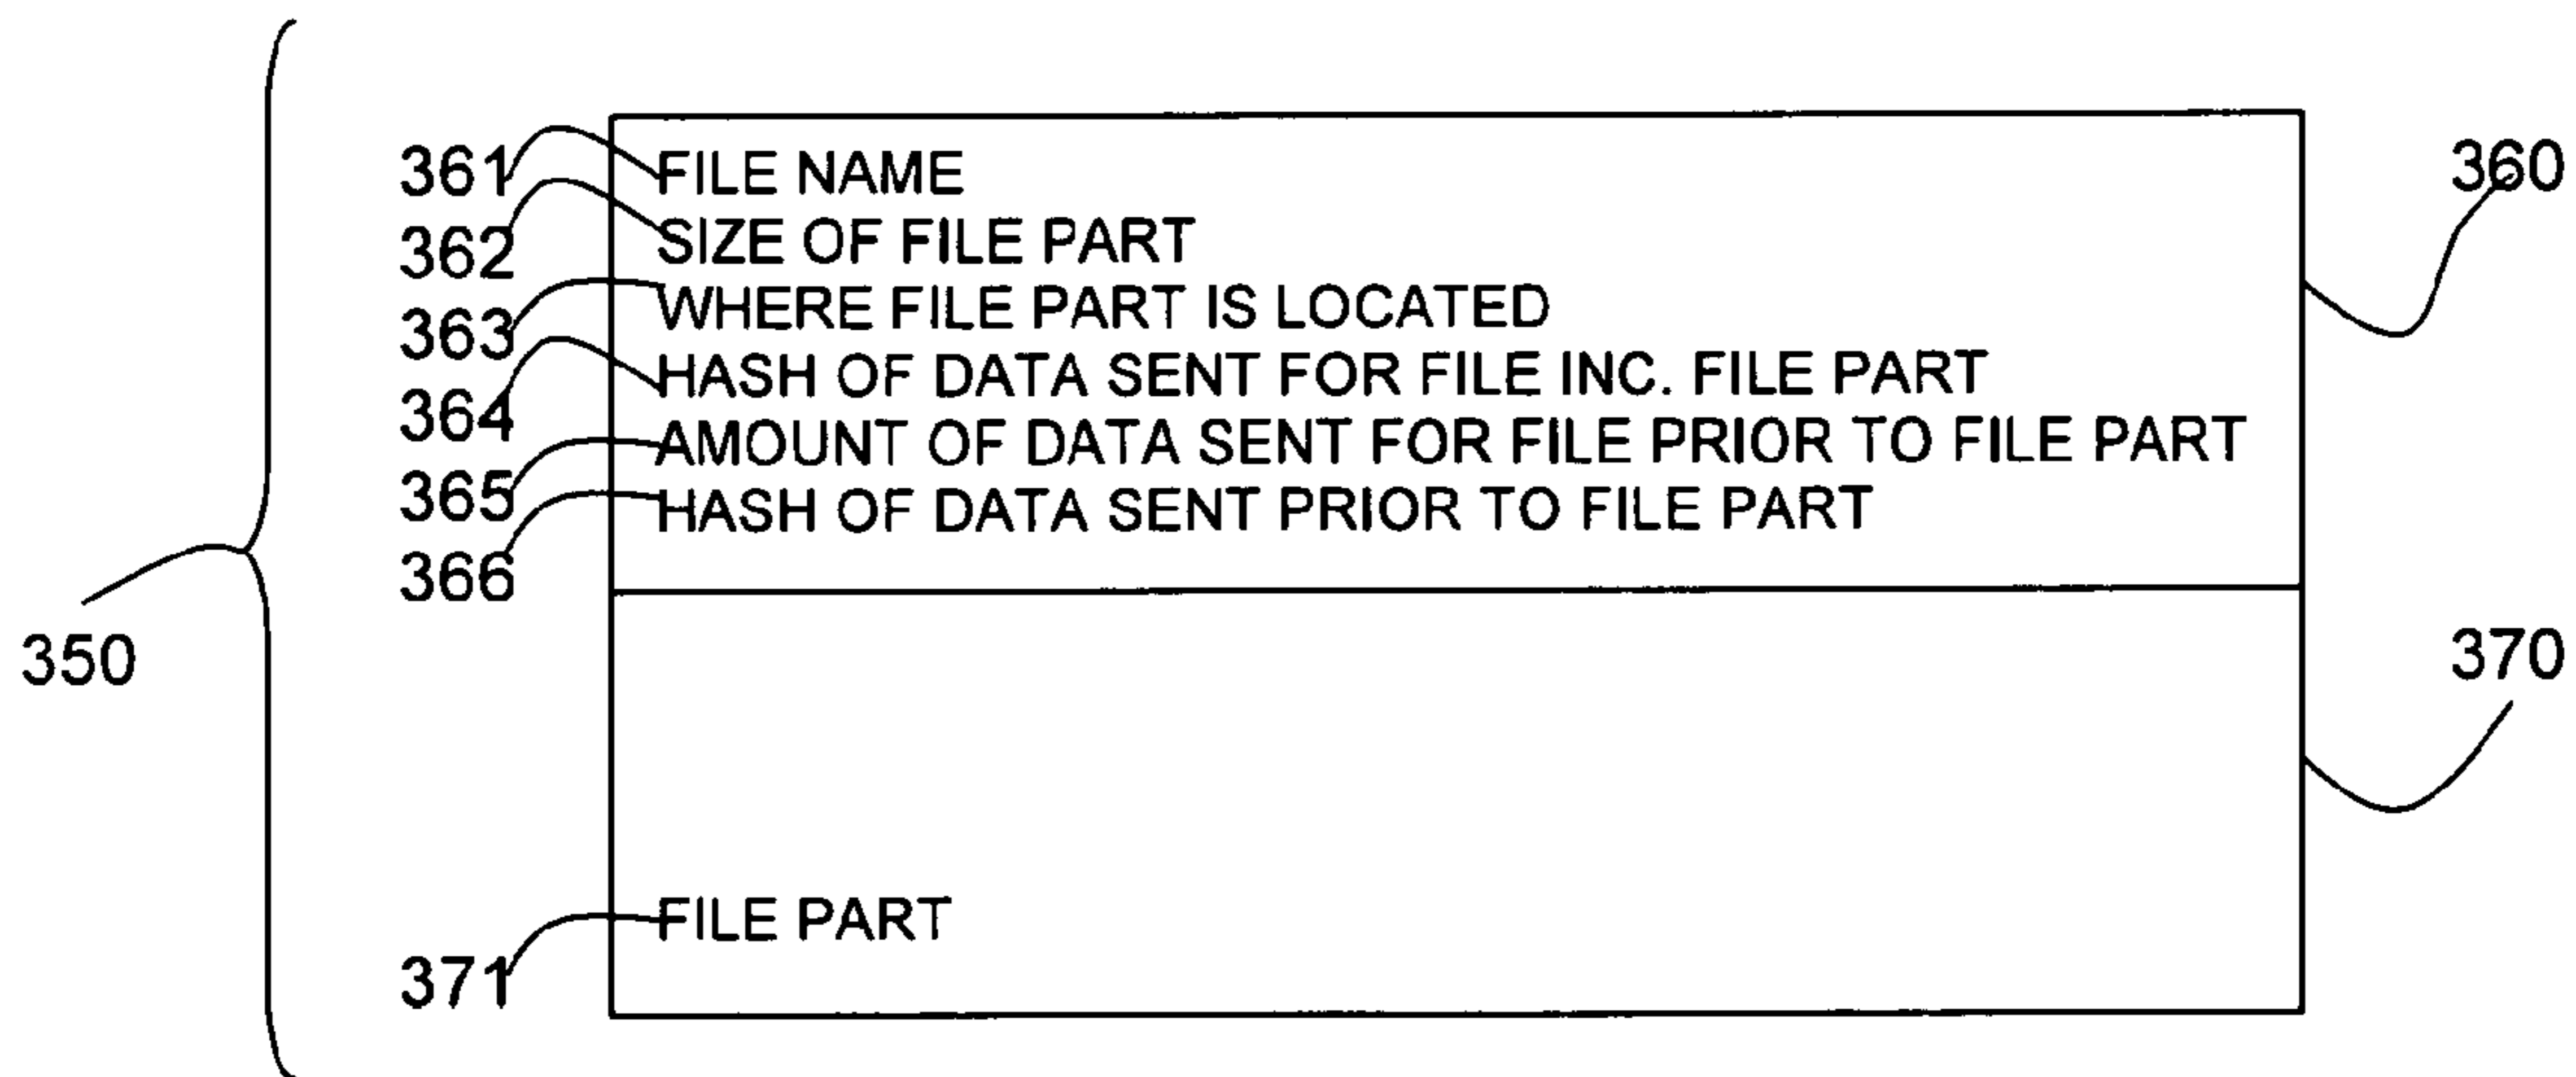 361 FILE NAME 360
362 SIZE OF FILE PART
363 WHERE FILE PART IS LOCATED
364 HASH OF DATA SENT FOR FILE INC. FILE PART
365 AMOUNT OF DATA SENT FOR FILE PRIOR TO FILE PART
366 HASH OF DATA SENT PRIOR TO FILE PART
350 370
371 FILE PART